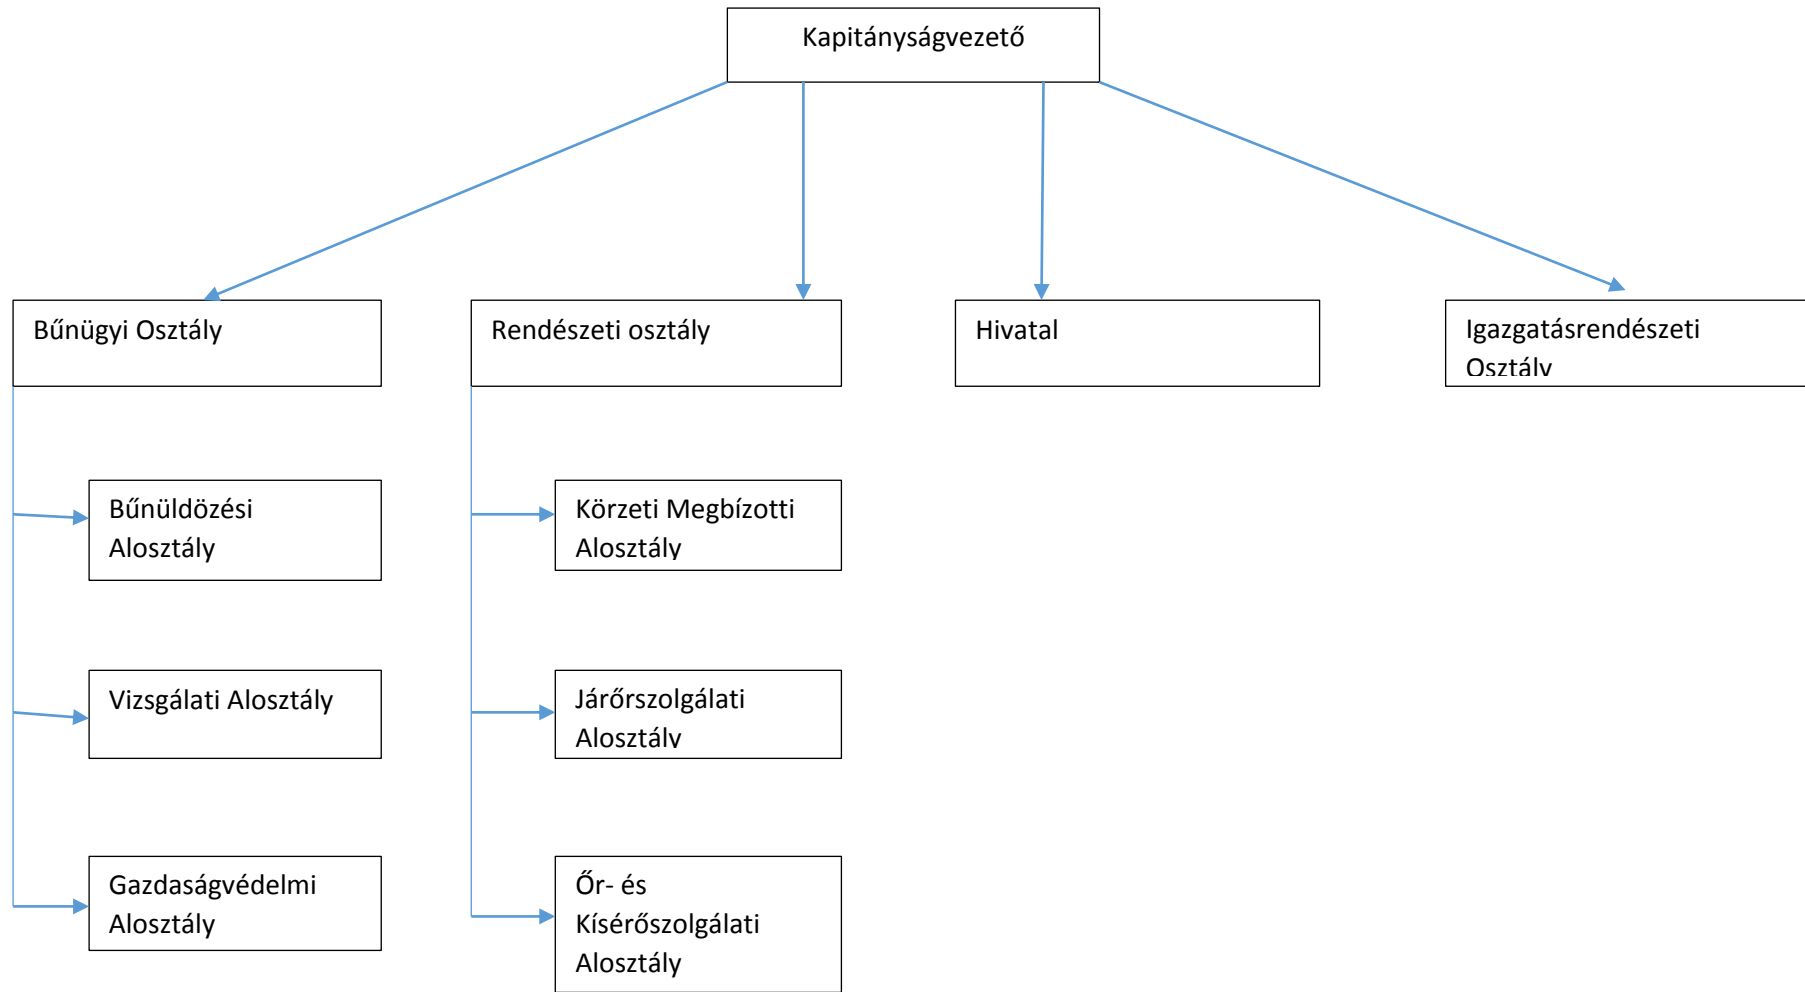 Kapitányságvezető
Bűnügyi Osztály
Rendészeti osztály
Hivatal
Igazgatásrendészeti
Osztály
Bűnüldözési
Alosztály
Körzeti Megbízotti
Alosztály
Vizsgálati Alosztály
Járőrszolgálati
Alosztály
Gazdaságvédelmi
Alosztály
Őr- és
Kísérőszolgálati
Alosztály